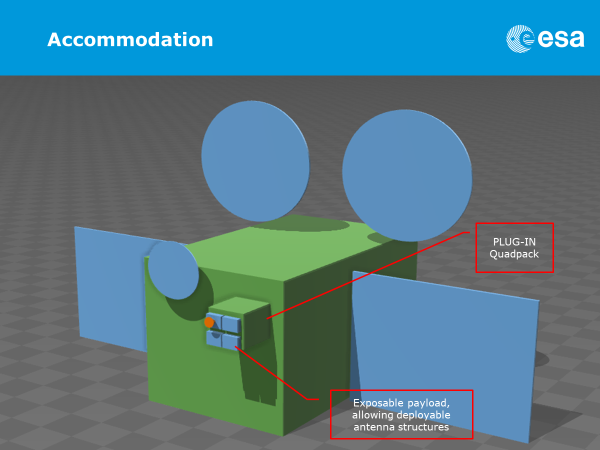 Accommodation
esa
PLUG-IN
Quadpack
Exposable payload,
allowing deployable
antenna structures